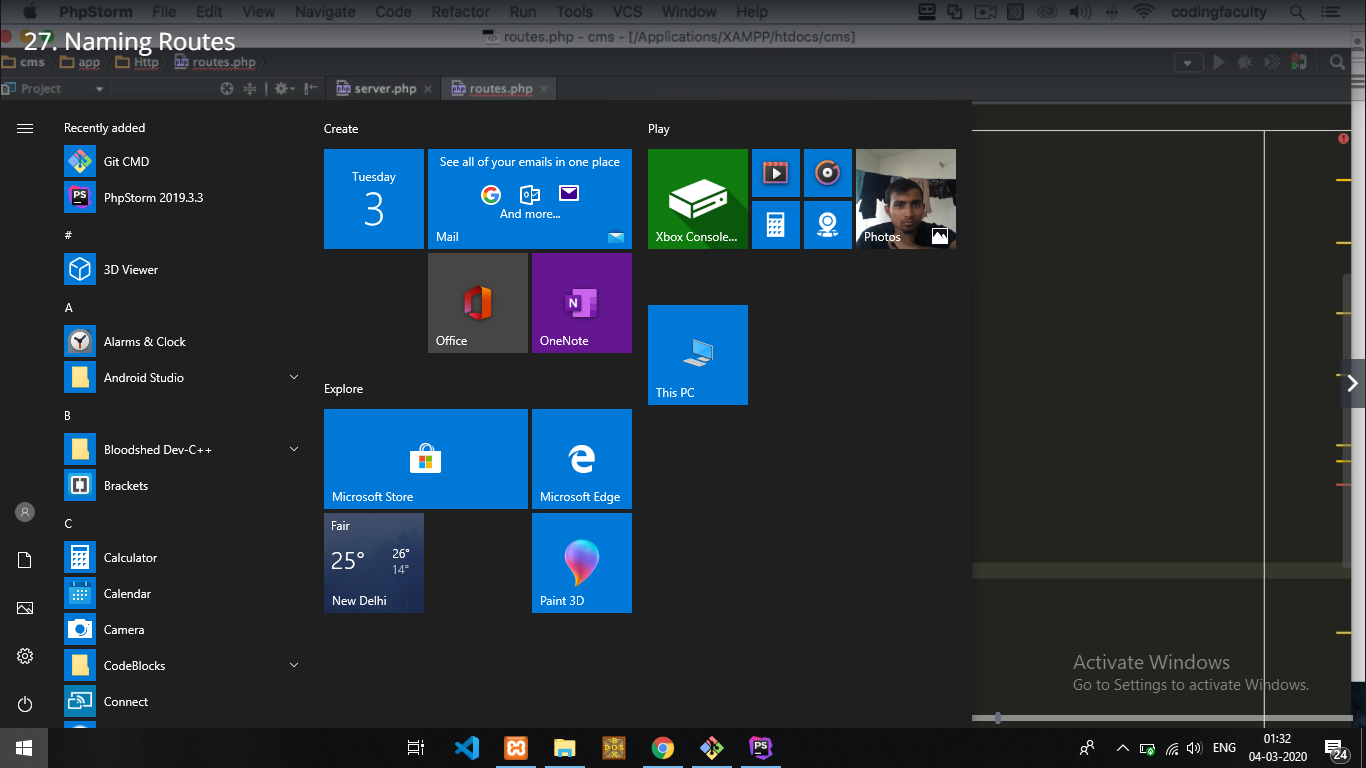 PhpStorm File Edit View Navigate Code Refactor Run Tools VCS Window Help codingfaculty
27. Naming Routes
routes.php - cms - [/Applications/XAMPP/htdocs/cms]
cms app Http routes.php
Project server.php routes.php
Recently added
Git CMD
PhpStorm 2019.3.3
#
3D Viewer
A
Alarms & Clock
Android Studio
B
Bloodshed Dev-C++
Brackets
C
Calculator
Calendar
Camera
CodeBlocks
Connect
Create
Tuesday
3
See all of your emails in one place
And more...
Mail
Office
OneNote
Explore
Microsoft Store
Microsoft Edge
Fair
25° 26°
14°
New Delhi
Paint 3D
Play
Xbox Console...
Photos
This PC
Activate Windows
Go to Settings to activate Windows.
PS
ENG
01:32
04-03-2020
24